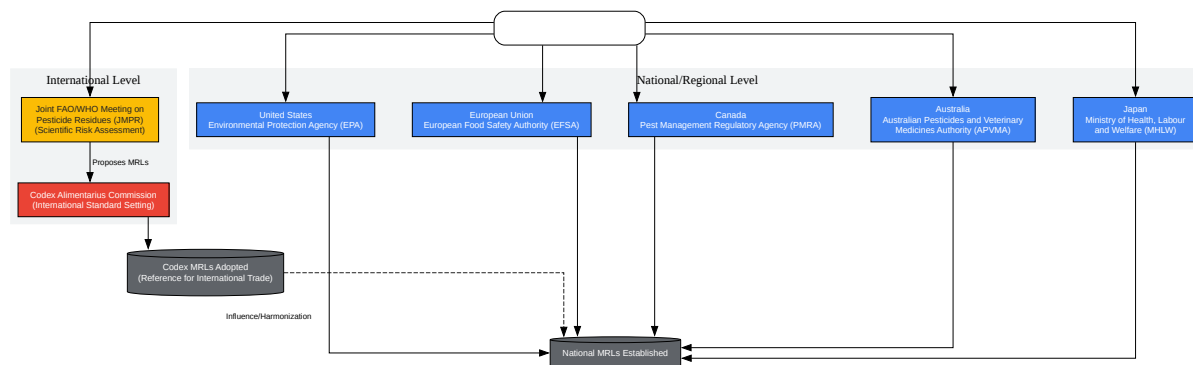 International Level
National/Regional Level
Joint FAO/WHO Meeting on
Pesticide Residues (JMPR)
(Scientific Risk Assessment)
United States
Environmental Protection Agency (EPA)
European Union
European Food Safety Authority (EFSA)
Canada
Pest Management Regulatory Agency (PMRA)
Australia
Australian Pesticides and Veterinary
Medicines Authority (APVMA)
Japan
Ministry of Health, Labour
and Welfare (MHLW)
Proposes MRLs
Codex Alimentarius Commission
(International Standard Setting)
Codex MRLs Adopted
(Reference for International Trade)
Influence/Harmonization
National MRLs Established